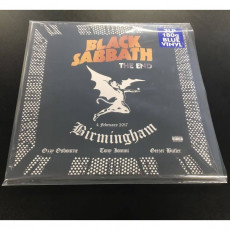 BLACK
SABBATH
THE END
180g
BLUE
VINYL
4 February 2017
Birmingham
Ozzy Osbourne Tony Iommi Geezer Butler